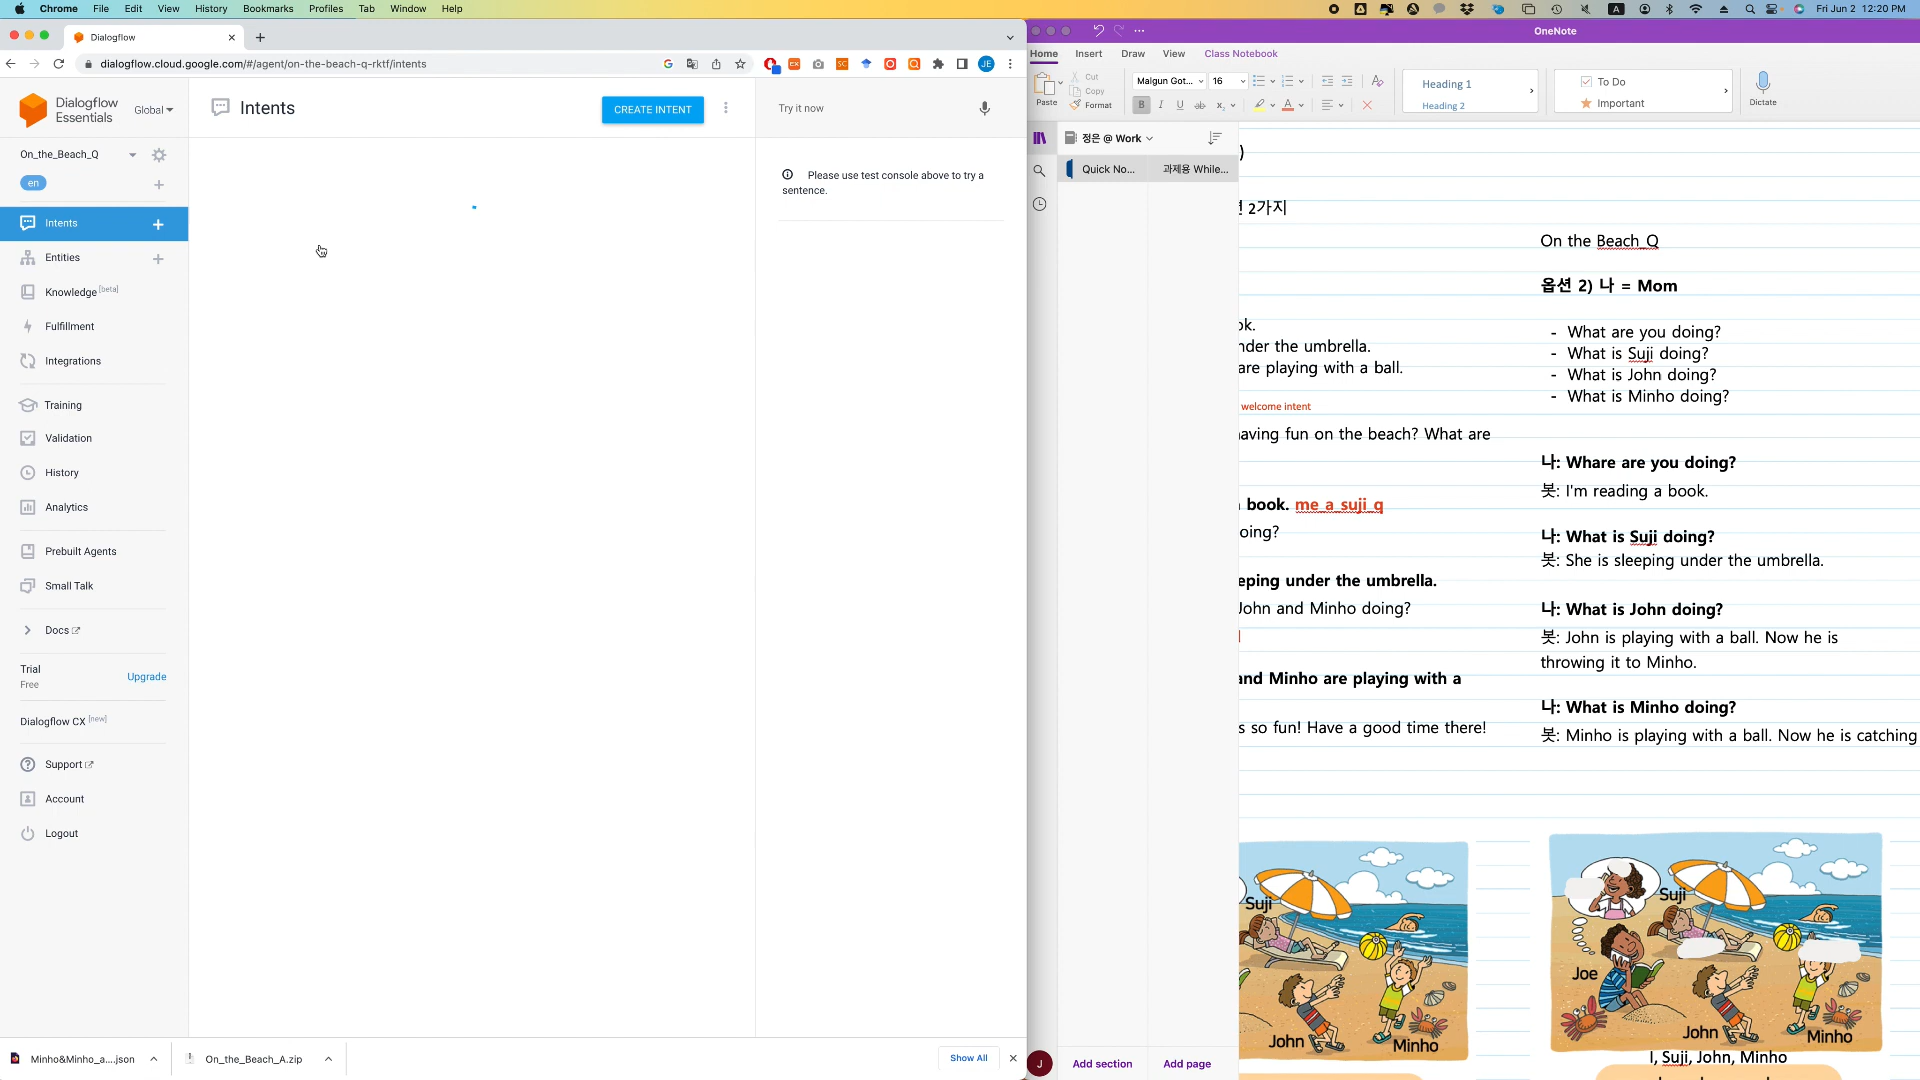 Chrome File Edit View History Bookmarks Profiles Tab Window Help
Fri Jun 2 12:20 PM
Dialogflow
dialogflow.cloud.google.com/#/agent/on-the-beach-q-rktf/intents
JE
Dialogflow
Essentials
Global
Intents
CREATE INTENT
Try it now
On_the_Beach_Q
en
Please use test console above to try a
sentence.
Intents
Entities
Knowledge [beta]
Fulfillment
Integrations
Training
Validation
History
Analytics
Prebuilt Agents
Small Talk
Docs
Trial
Free
Upgrade
Dialogflow CX [new]
Support
Account
Logout
Minho&Minho_a....json
On_the_Beach_A.zip
Show All
OneNote
Home Insert Draw View Class Notebook
Paste
Cut
Copy
Format
Malgun Got... 16
B I U ab x
A
Heading 1
Heading 2
To Do
Important
Dictate
정은 @ Work
Quick No...
과제용 While...
)
2가지
ok.
nder the umbrella.
are playing with a ball.
welcome intent
aving fun on the beach? What are
book. me_a_suji_q
oing?
eping under the umbrella.
John and Minho doing?
and Minho are playing with a
s so fun! Have a good time there!
On the Beach_Q
옵션 2) 나 = Mom
- What are you doing?
- What is Suji doing?
- What is John doing?
- What is Minho doing?
나: Whare are you doing?
봇: I'm reading a book.
나: What is Suji doing?
봇: She is sleeping under the umbrella.
나: What is John doing?
봇: John is playing with a ball. Now he is
throwing it to Minho.
나: What is Minho doing?
봇: Minho is playing with a ball. Now he is catching
Suji
John
Minho
Suji
Joe
John
Minho
I, Suji, John, Minho
J
Add section
Add page